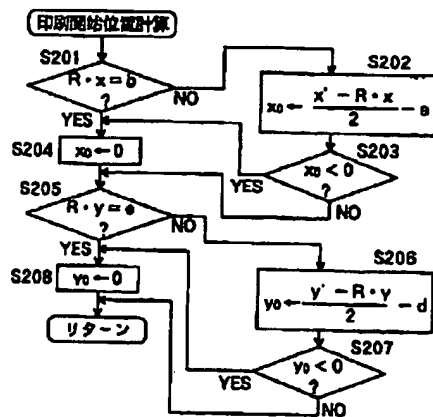 印刷開始位置計算
S201
R・x=b
?
YES
NO
S202
x₀← x'−R・x / 2 −a
S203
x₀<0
?
YES
NO
S204
x₀←0
S205
R・y=e
?
YES
NO
S206
y₀← y'−R・y / 2 −d
S207
y₀<0
?
YES
NO
S208
y₀←0
リターン